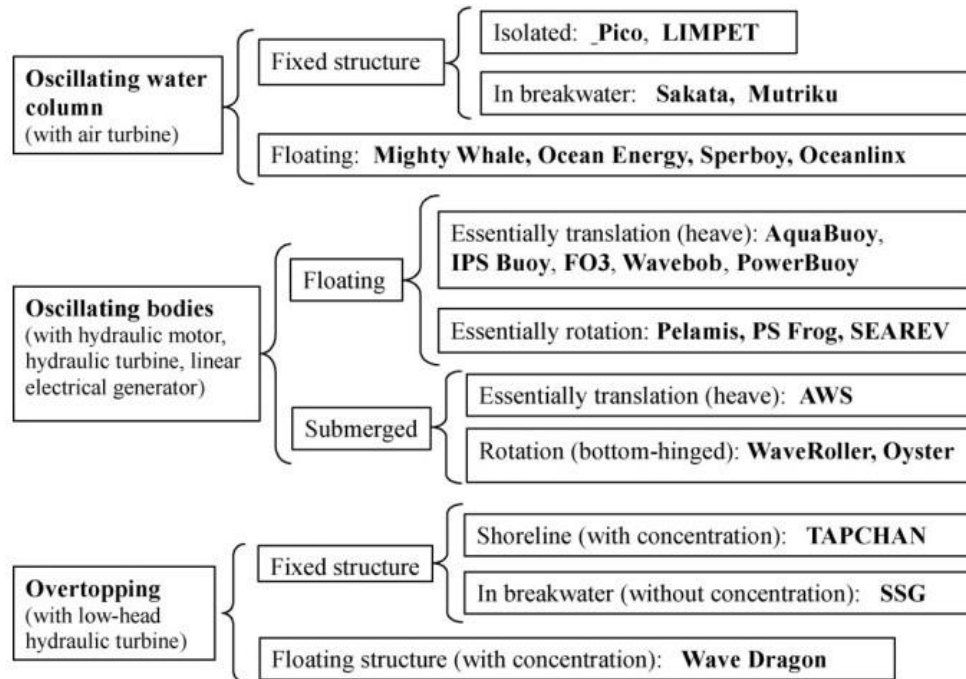 Oscillating water
column
(with air turbine)
Fixed structure
Isolated: _Pico, LIMPET
In breakwater: Sakata, Mutriku
Floating: Mighty Whale, Ocean Energy, Sperboy, Oceanlinx
Oscillating bodies
(with hydraulic motor,
hydraulic turbine, linear
electrical generator)
Floating
Essentially translation (heave): AquaBuoy,
IPS Buoy, FO3, Wavebob, PowerBuoy
Essentially rotation: Pelamis, PS Frog, SEAREV
Submerged
Essentially translation (heave): AWS
Rotation (bottom-hinged): WaveRoller, Oyster
Overtopping
(with low-head
hydraulic turbine)
Fixed structure
Shoreline (with concentration): TAPCHAN
In breakwater (without concentration): SSG
Floating structure (with concentration): Wave Dragon